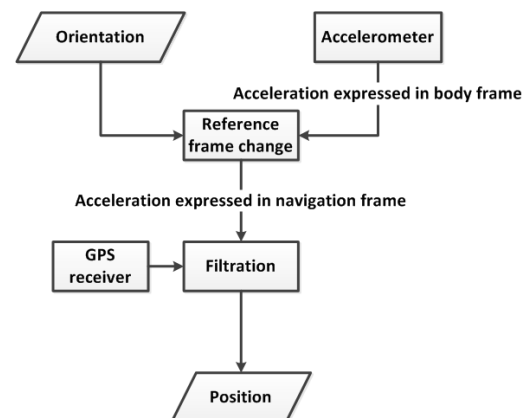 Orientation
Accelerometer
Acceleration expressed in body frame
Reference
frame change
Acceleration expressed in navigation frame
GPS
receiver
Filtration
Position